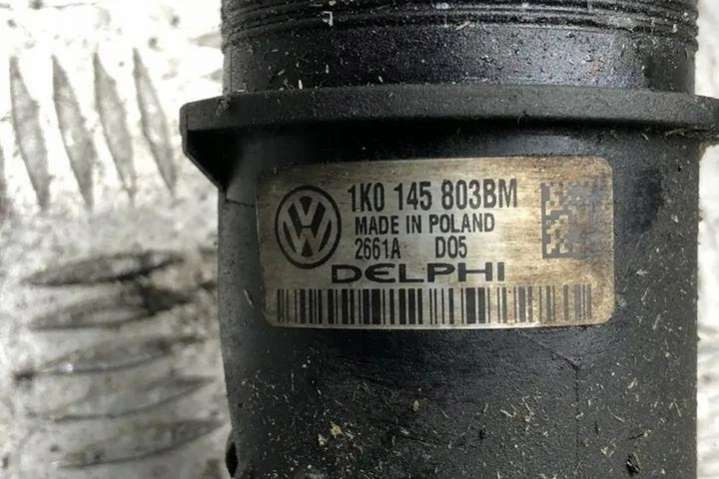 1K0 145 803BM
MADE IN POLAND
2661A D05
DELPHI